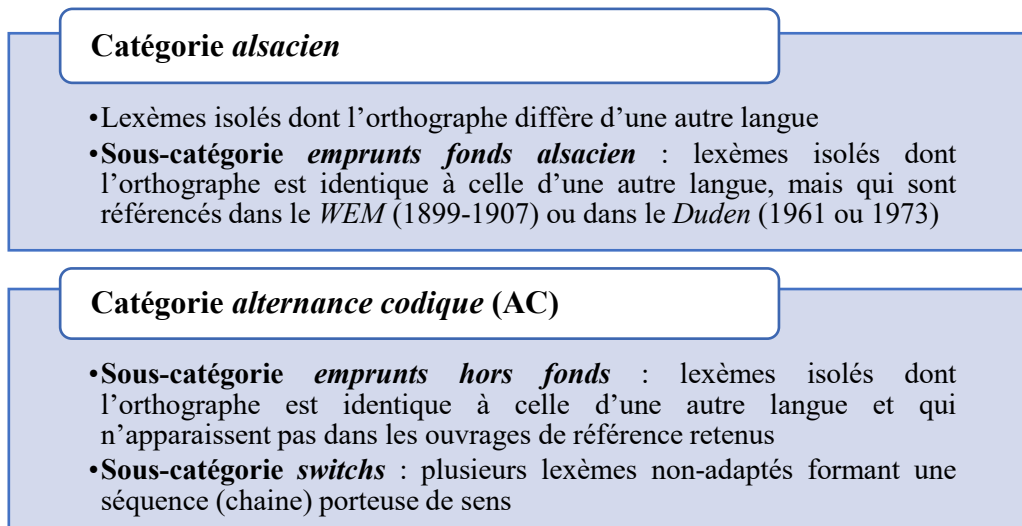 Catégorie alsacien
•Lexèmes isolés dont l’orthographe diffère d’une autre langue
•Sous-catégorie emprunts fonds alsacien : lexèmes isolés dont
l’orthographe est identique à celle d’une autre langue, mais qui sont
référencés dans le WEM (1899-1907) ou dans le Duden (1961 ou 1973)
Catégorie alternance codique (AC)
•Sous-catégorie emprunts hors fonds : lexèmes isolés dont
l’orthographe est identique à celle d’une autre langue et qui
n’apparaissent pas dans les ouvrages de référence retenus
•Sous-catégorie switchs : plusieurs lexèmes non-adaptés formant une
séquence (chaine) porteuse de sens